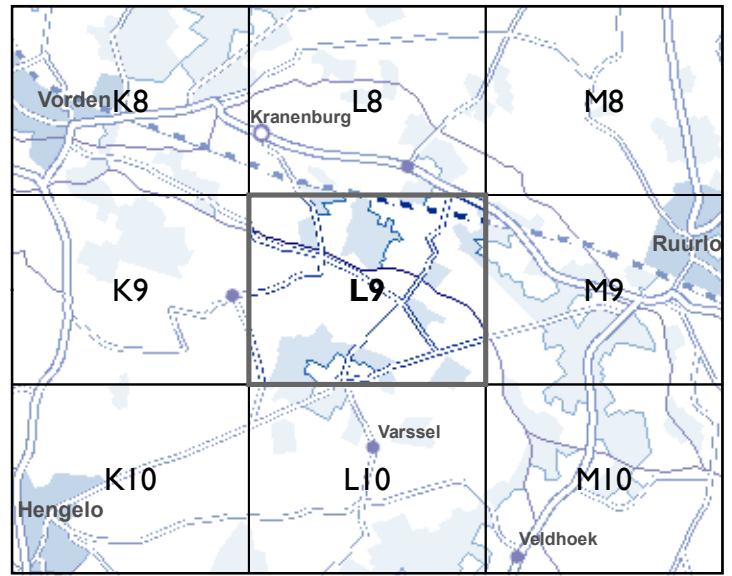 Vorden K8
L8
M8
Kranenburg
Ruurlo
K9
L9
M9
Varssel
K10
L10
M10
Hengelo
Veldhoek